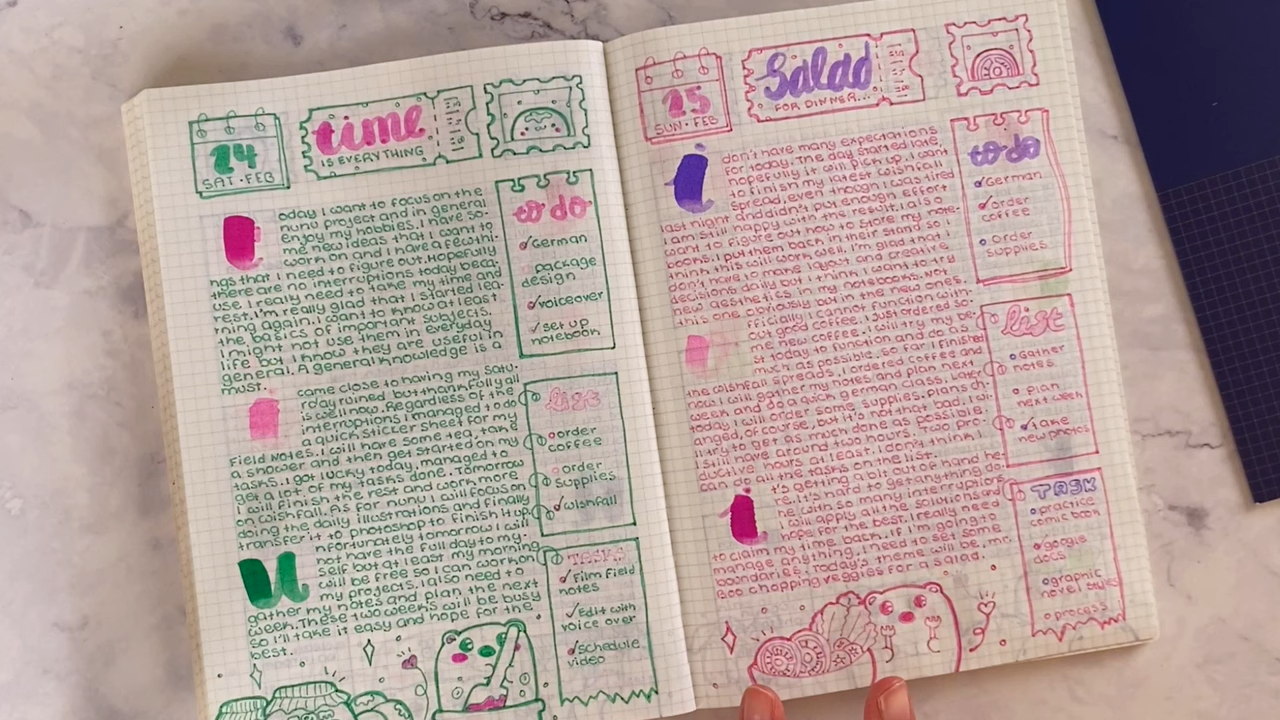 24
SAT·FEB
time
IS EVERYTHING
today I want to focus on the
nunu project and in general
enjoy my hobbies. I have so-
me new ideas that I want to
work on and I have a few thi-
ngs that I need to figure out. Hopefully
there are no interruptions today beca-
use I really need to take my time and
rest. I'm really glad that I started lea-
rning again. I want to know at least
the basics of important subjects.
I might not use them in everyday
life but I know they are useful in
general. A general knowledge is a
must.
I came close to having my satu-
rday ruined but thankfully all
is well now. Regardless of the
interruptions, I managed to do
a quick sticker sheet for my
Field Notes. I will have some tea, take
a shower and then get started on my
tasks. I got lucky today, managed to
get a lot of my tasks done. Tomorrow
I will finish the rest and work more
on wishfall. As for nunu I will focus on
doing the daily illustrations and finally
transfer it to photoshop to finish it up.
unfortunately tomorrow I will
not have the full day to my-
self but at least my morning
will be free so I can work on
my projects. I also need to
gather my notes and plan the next
week. These two weeks will be busy
so I'll take it easy and hope for the
best.
to do
German
package
design
voiceover
set up
notebook
list
order
coffee
order
supplies
wishfall
tasks
Film field
notes
Edit with
voice over
schedule
video
25
SUN·FEB
Salad
FOR DINNER...
i don't have many expectations
for today. The day started late,
hopefully it will pick up. I want
to finish my latest wishfall
spread, even though I was tired
last night and didn't put enough effort
I am still happy with the result. I also
want to figure out how to store my note-
books. I put them back in their stand so I
think this will work well. I'm glad that I
don't have to make layout and palette
decisions daily but I think I want to try
new aesthetics in my notebooks. Not
this one obviously but in the new ones.
officially I cannot function with-
out good coffee. I just ordered so-
me new coffee. I will try my be-
st today to function and do as
much as possible. So far I finished
the wishfall spreads. I ordered coffee and
now I will gather my notes and plan next
week and do a quick german class. Later
today I will order some supplies. Plans ch-
anged, of course, but it's not that bad. I will
try to get as much done as possible.
I still have around two hours. Two pro-
ductive hours at least. I don't think I
can do all the tasks on the list.
it's getting a bit out of hand he-
re. It's hard to get anything do-
ne with so many interruptions.
I will apply all the solutions and
hope for the best. I really need
to claim my time back. If I'm going to
manage anything, I need to set some
boundaries. Today's theme will be, Mr.
Boo chopping veggies for a salad.
to do
German
order
coffee
order
supplies
list
Gather
notes
plan
next week
take
new photos
TASK
practice
comic book
google
docs
graphic
novel styles
process